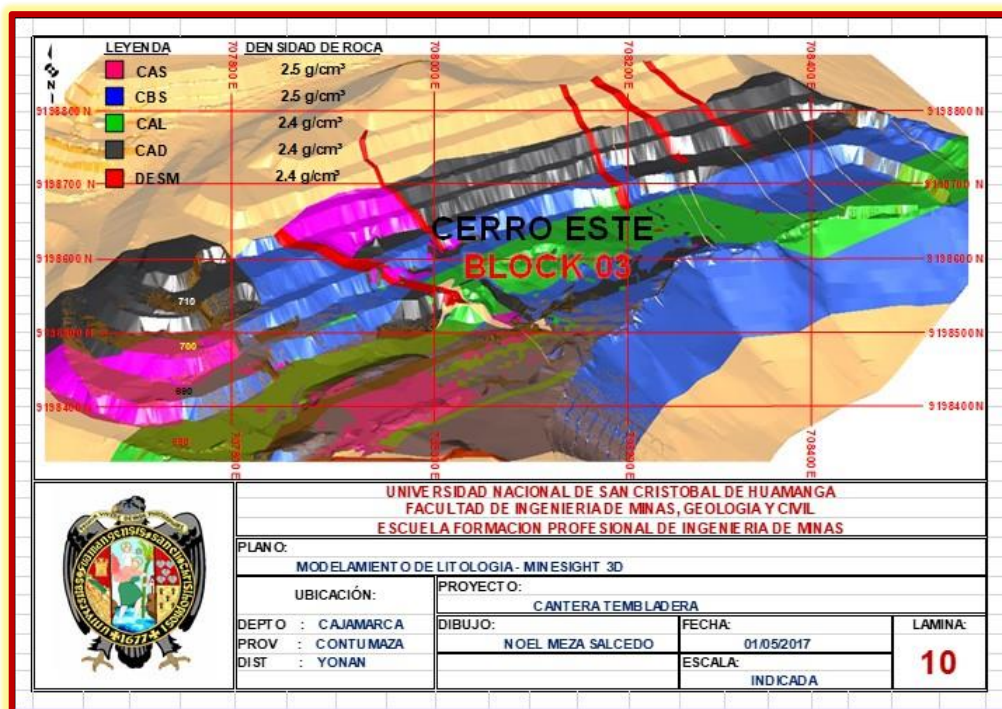 LEYENDA DENSIDAD DE ROCA
CAS 2.5 g/cm³
CBS 2.5 g/cm³
CAL 2.4 g/cm³
CAD 2.4 g/cm³
DESM 2.4 g/cm³
N
707800 E
708000 E
708200 E
708400 E
9198800 N
9198800 N
9198700 N
9198700 N
9198600 N
9198600 N
9198500 N
9198500 N
9198400 N
9198400 N
CERRO ESTE
BLOCK 03
710
700
690
680
708400 E
UNIVERSIDAD NACIONAL DE SAN CRISTOBAL DE HUAMANGA
FACULTAD DE INGENIERIA DE MINAS, GEOLOGIA Y CIVIL
ESCUELA FORMACION PROFESIONAL DE INGENIERIA DE MINAS
PLANO:
MODELAMIENTO DE LITOLOGIA - MINESIGHT 3D
UBICACIÓN:
DEPTO : CAJAMARCA
PROV : CONTUMAZA
DIST : YONAN
PROYECTO:
CANTERA TEMBLADERA
DIBUJO:
NOEL MEZA SALCEDO
FECHA:
01/05/2017
ESCALA:
INDICADA
LAMINA:
10
1677